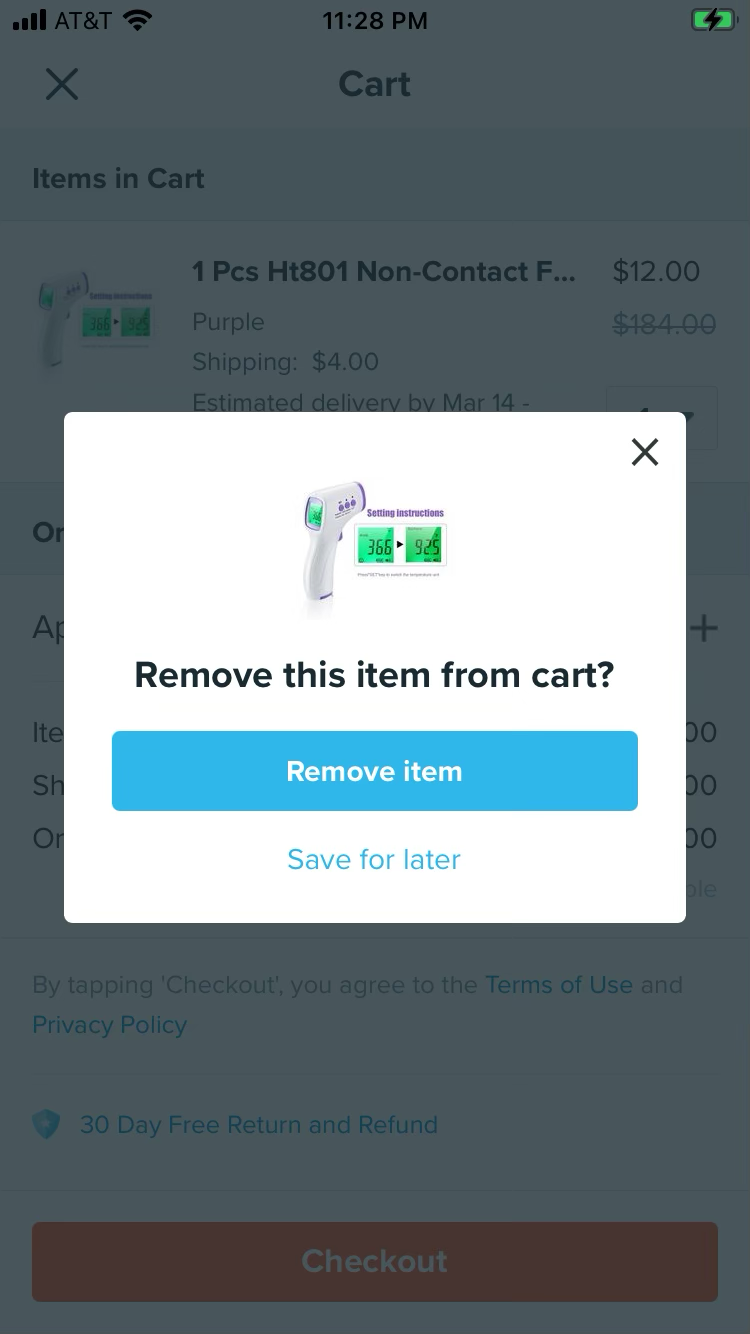 AT&T 11:28 PM
Cart
Items in Cart
1 Pcs Ht801 Non-Contact F... $12.00
Purple $184.00
Shipping: $4.00
Estimated delivery by Mar 14 -
Setting instructions
36.6 92.5
Or
Ap
Remove this item from cart?
Ite 00
Remove item
Sh 00
Or 00
Save for later
ble
By tapping 'Checkout', you agree to the Terms of Use and
Privacy Policy
30 Day Free Return and Refund
Checkout